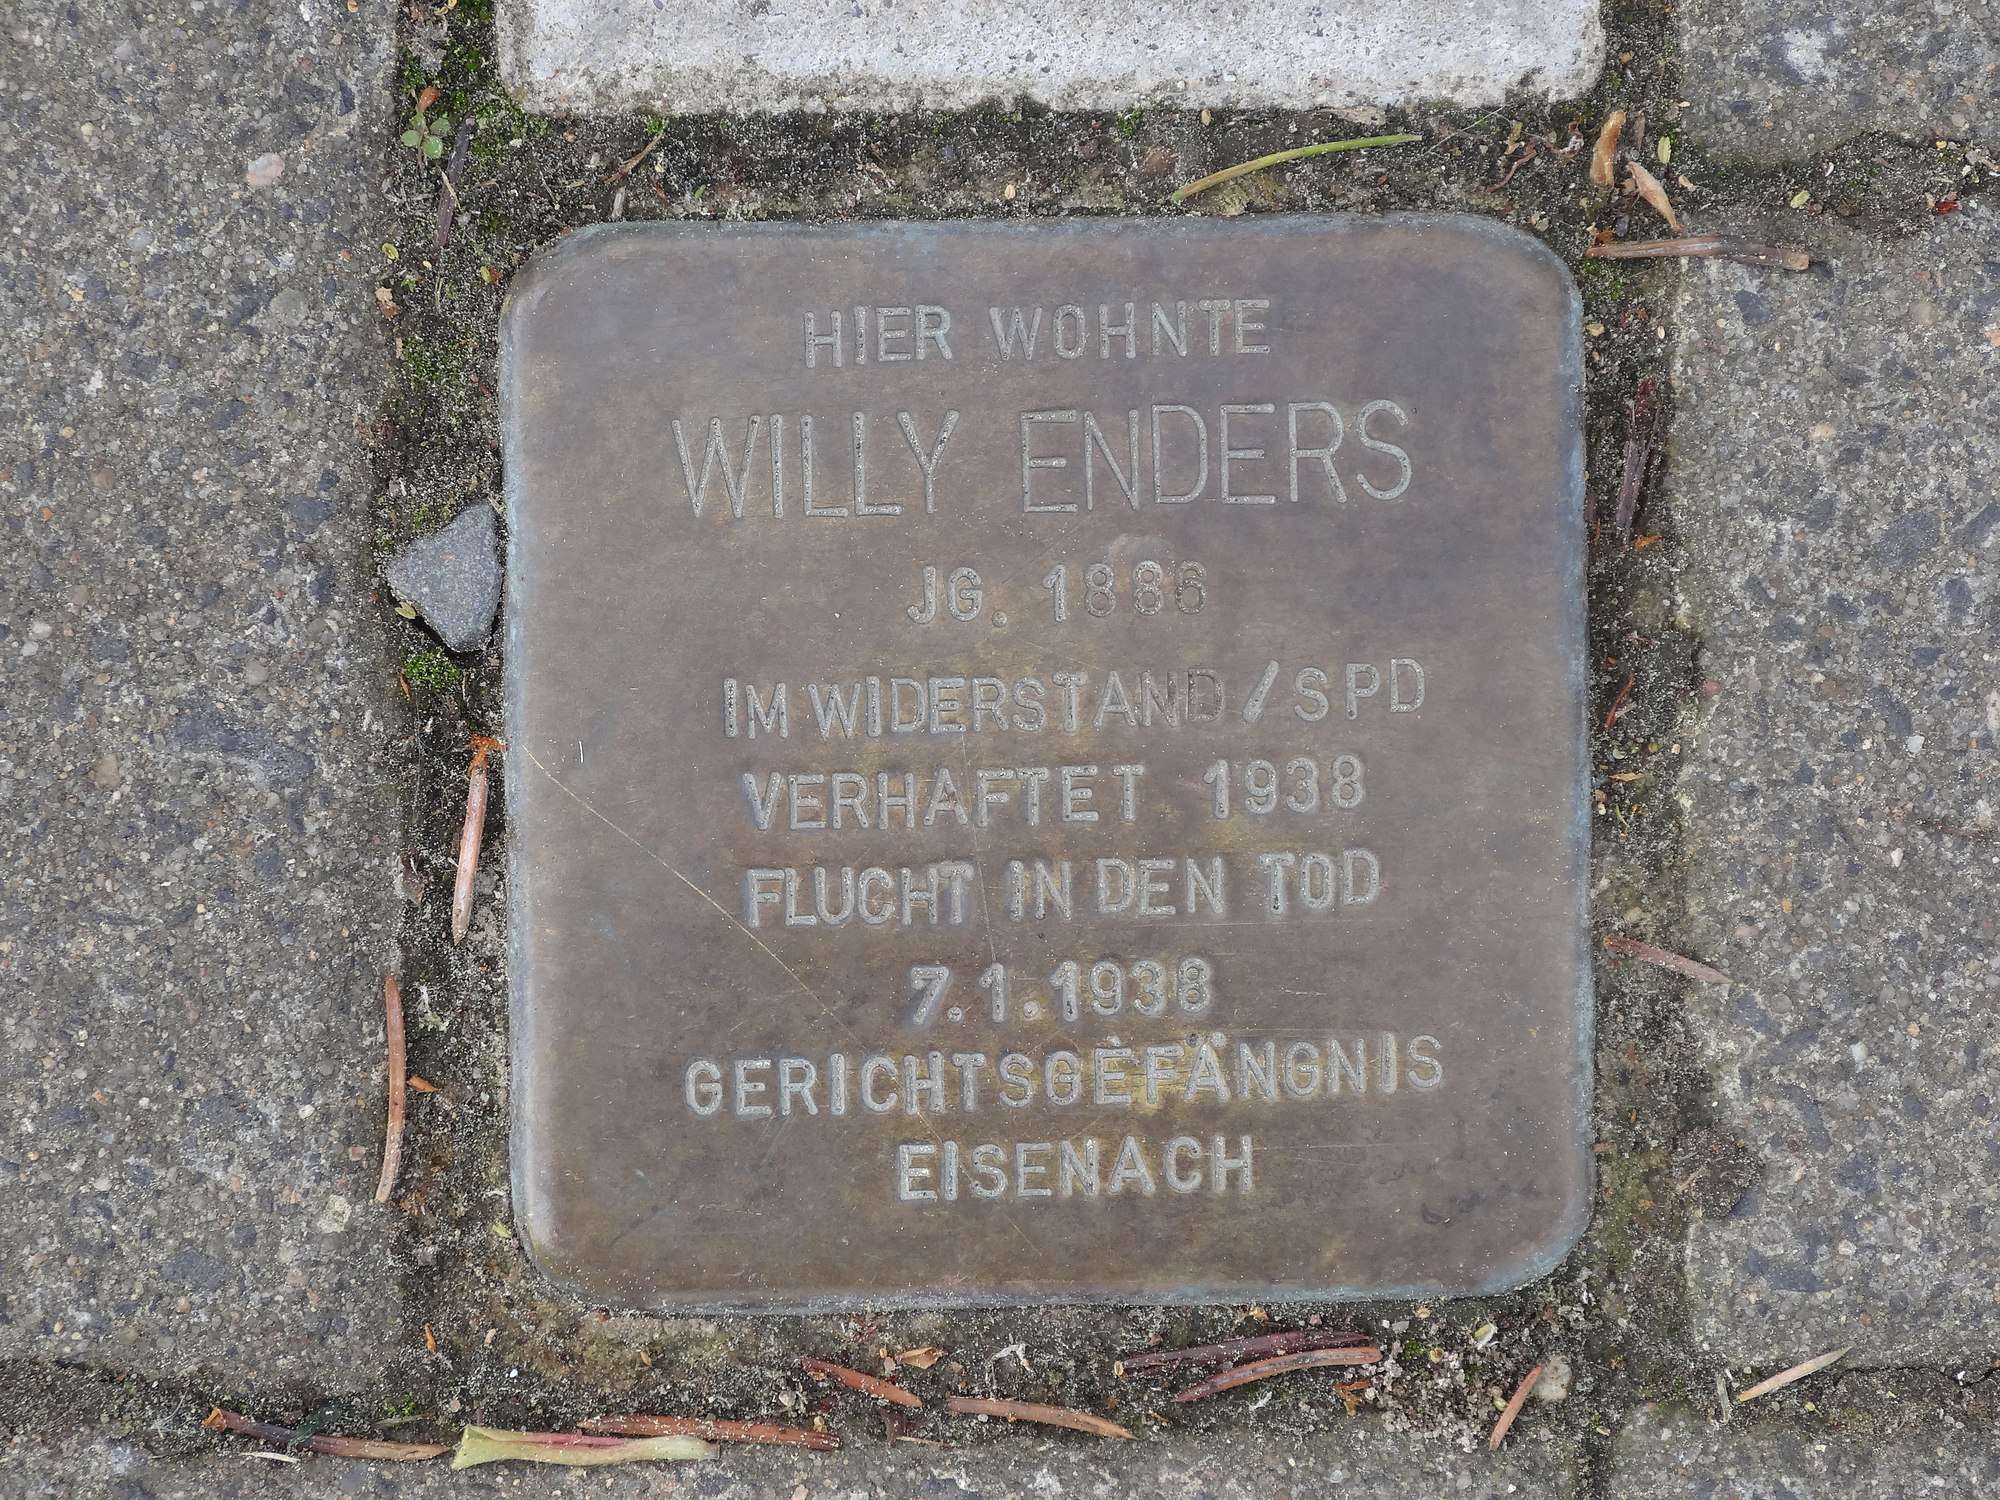 HIER WOHNTE
WILLY ENDERS
JG. 1886
IM WIDERSTAND/SPD
VERHAFTET 1938
FLUCHT IN DEN TOD
7.1.1938
GERICHTSGEFÄNGNIS
EISENACH